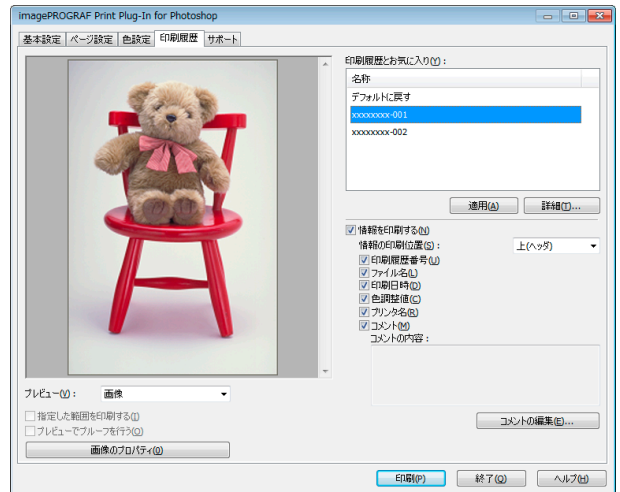 imagePROGRAF Print Plug-In for Photoshop
基本設定 ページ設定 色設定 印刷履歴 サポート
印刷履歴とお気に入り(Y)：
名称
デフォルトに戻す
xxxxxxxx-001
xxxxxxxx-002
適用(A) 詳細(T)...
情報を印刷する(N)
情報の印刷位置(S)： 上(ヘッダ)
印刷履歴番号(U)
ファイル名(L)
印刷日時(D)
色調整値(C)
プリンタ名(R)
コメント(M)
コメントの内容：
プレビュー(V)： 画像
指定した範囲を印刷する(I)
プレビューでプルーフを行う(O)
コメントの編集(E)...
画像のプロパティ(0)
印刷(P) 終了(Q) ヘルプ(H)